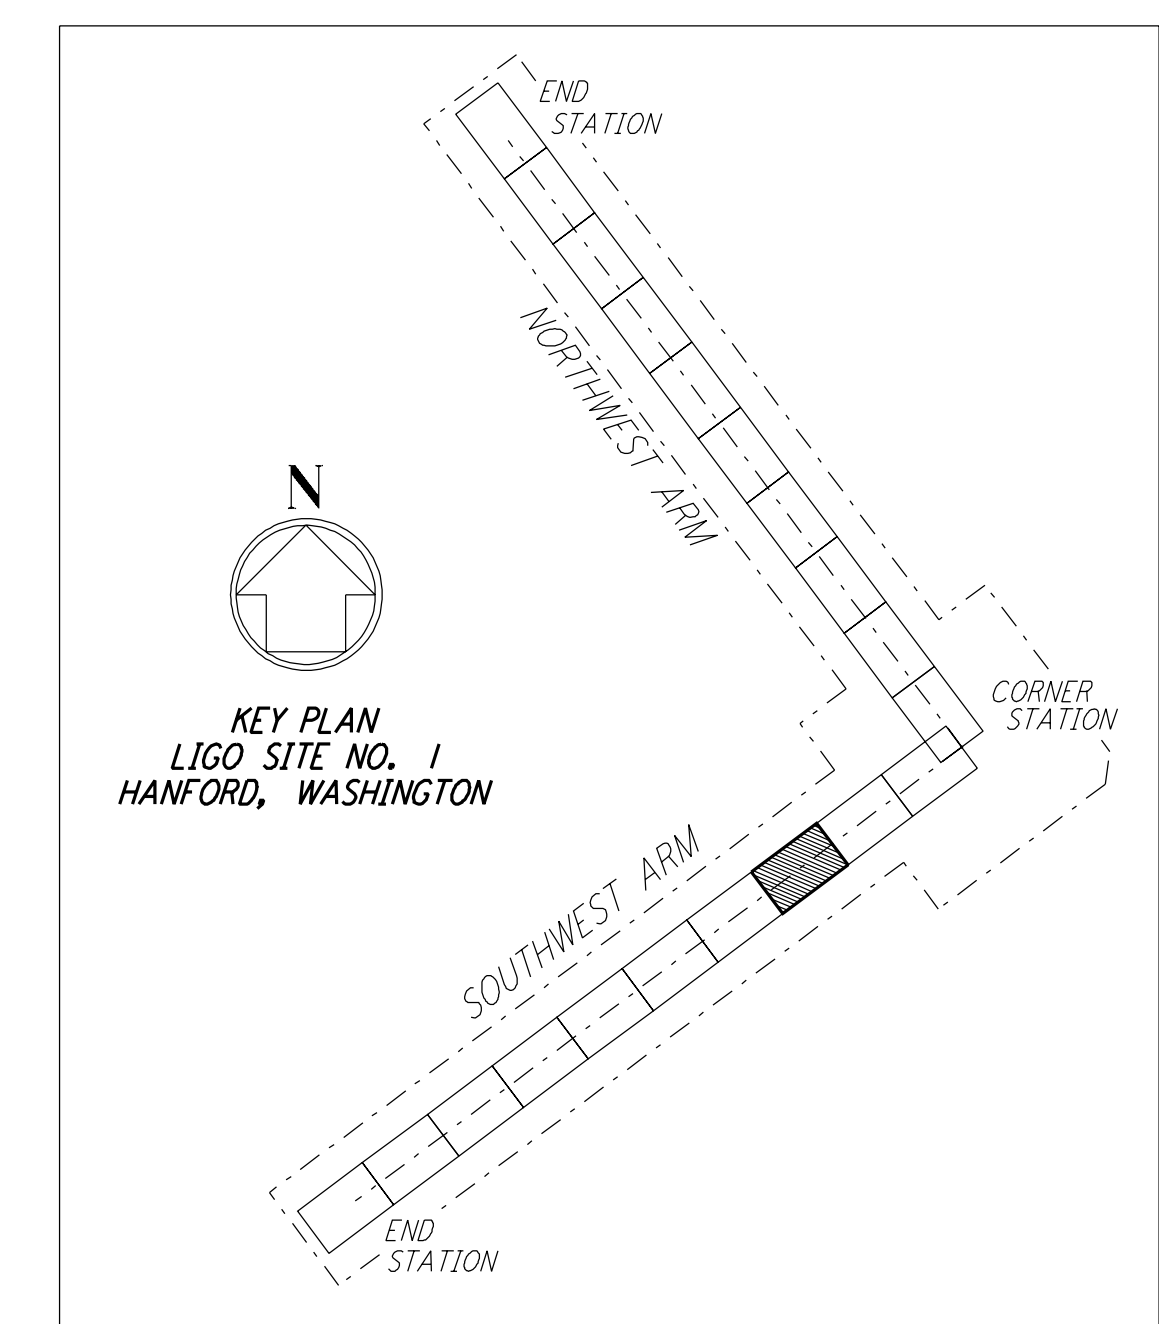 END
STATION
NORTHWEST ARM
N
KEY PLAN
LIGO SITE NO. 1
HANFORD, WASHINGTON
CORNER
STATION
SOUTHWEST ARM
END
STATION